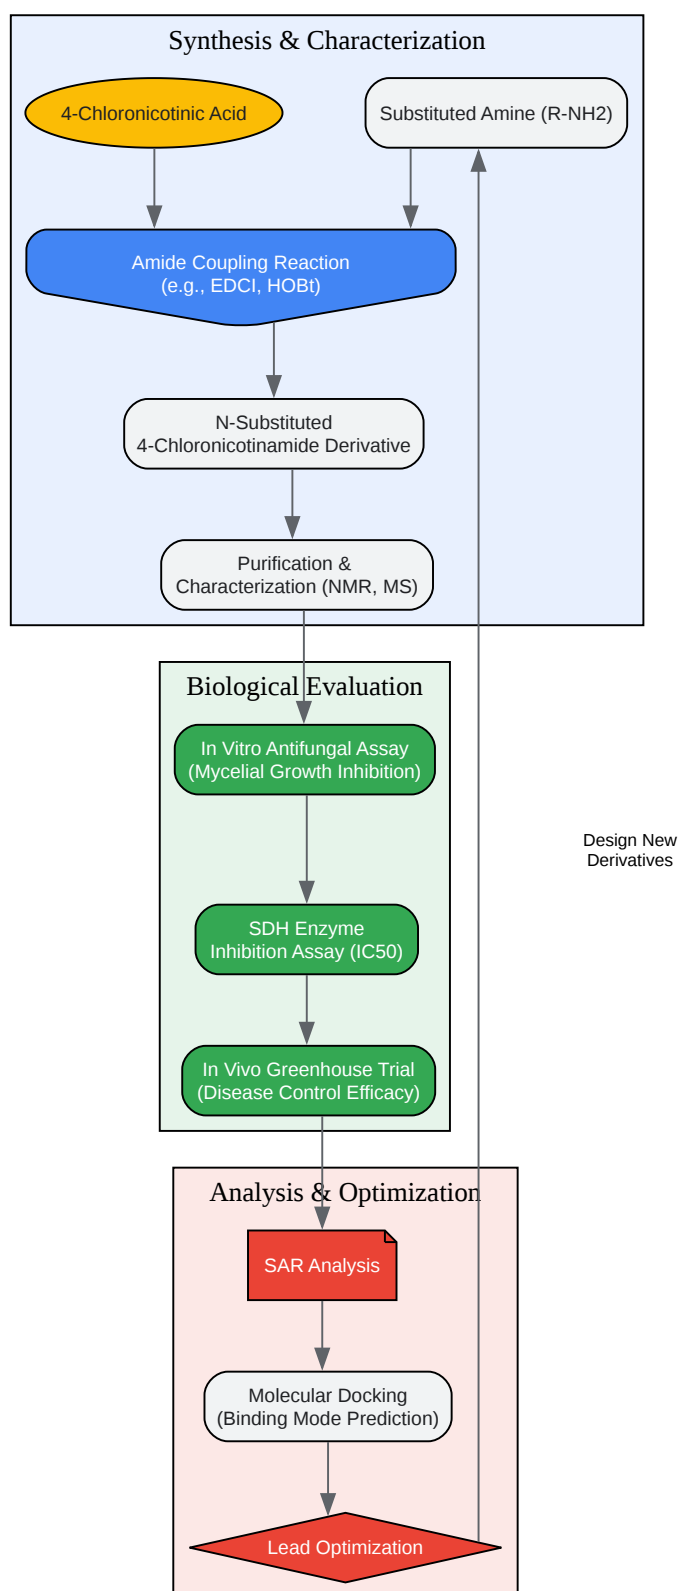 Synthesis & Characterization
4-Chloronicotinic Acid
Substituted Amine (R-NH2)
Amide Coupling Reaction
(e.g., EDCI, HOBt)
N-Substituted
4-Chloronicotinamide Derivative
Purification &
Characterization (NMR, MS)
Biological Evaluation
In Vitro Antifungal Assay
(Mycelial Growth Inhibition)
Design New
Derivatives
SDH Enzyme
Inhibition Assay (IC50)
In Vivo Greenhouse Trial
(Disease Control Efficacy)
Analysis & Optimization
SAR Analysis
Molecular Docking
(Binding Mode Prediction)
Lead Optimization